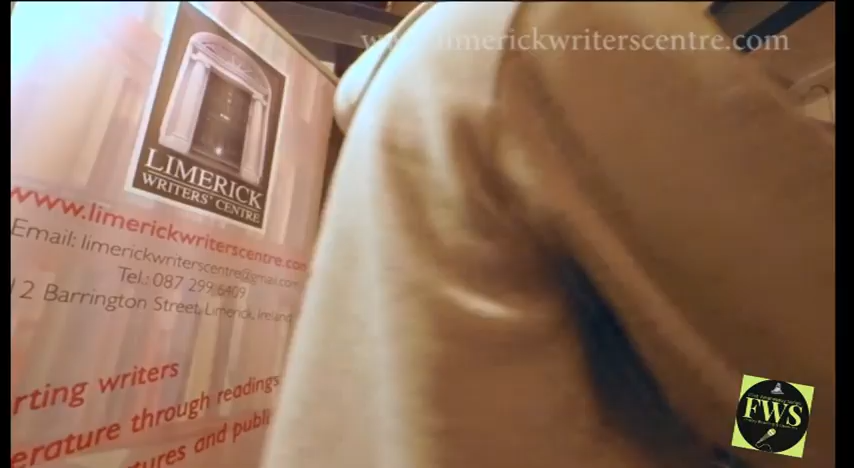 www.limerickwriterscentre.com
LIMERICK
WRITERS' CENTRE
www.limerickwriterscentre.com
Email: limerickwriterscentre@gmail.com
Tel.: 087 299 6409
12 Barrington Street, Limerick, Ireland
rting writers
erature through readings
tures and publi
FWS